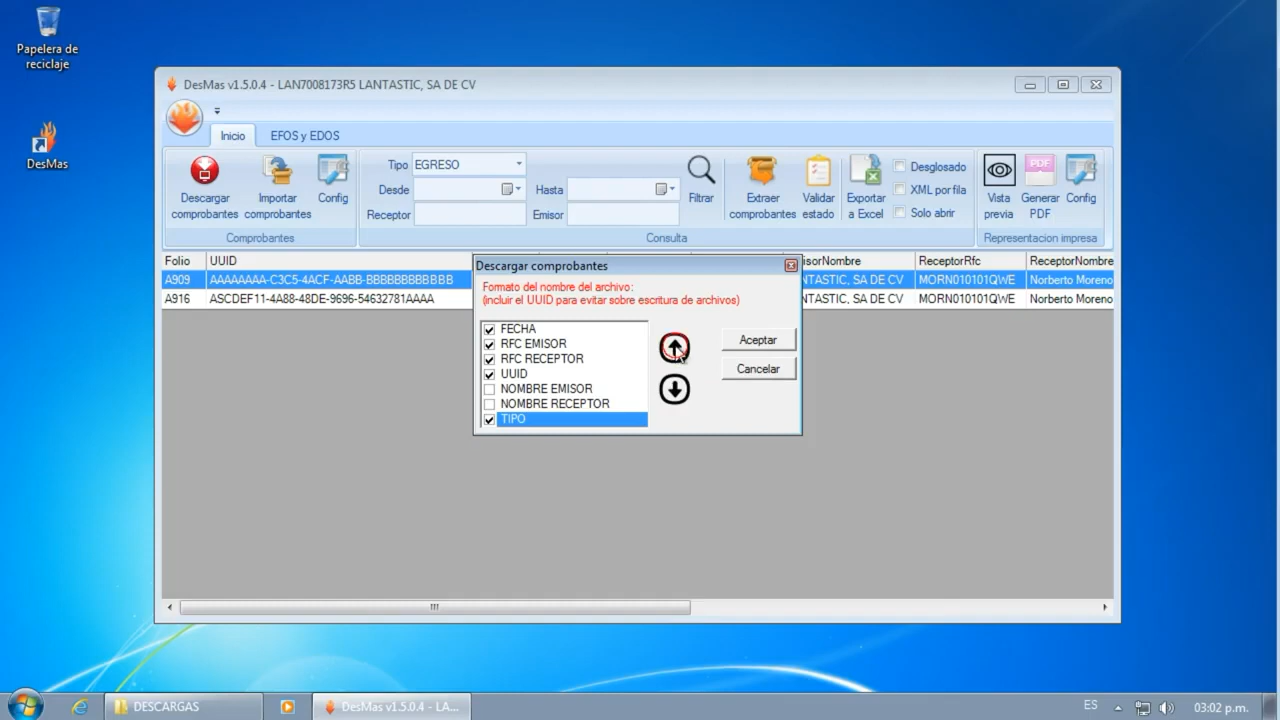 Papelera de
reciclaje
DesMas
DesMas v1.5.0.4 - LAN7008173R5 LANTASTIC, SA DE CV
Inicio
EFOS y EDOS
Descargar
comprobantes
Importar
comprobantes
Config
Comprobantes
Tipo EGRESO
Desde
Hasta
Receptor
Emisor
Filtrar
Extraer
comprobantes
Validar
estado
Exportar
a Excel
Desglosado
XML por fila
Solo abrir
Consulta
Vista
previa
PDF
Generar
PDF
Config
Representacion impresa
Folio UUID isorNombre ReceptorRfc ReceptorNombre
A909 AAAAAAAA-C3C5-4ACF-AABB-BBBBBBBBBBBB NTASTIC, SA DE CV MORN010101QWE Norberto Moreno
A916 ASCDEF11-4A88-48DE-9696-54632781AAAA NTASTIC, SA DE CV MORN010101QWE Norberto Moreno
Descargar comprobantes
Formato del nombre del archivo:
(incluir el UUID para evitar sobre escritura de archivos)
FECHA
RFC EMISOR
RFC RECEPTOR
UUID
NOMBRE EMISOR
NOMBRE RECEPTOR
TIPO
Aceptar
Cancelar
DESCARGAS
DesMas v1.5.0.4 - LA...
ES
03:02 p.m.